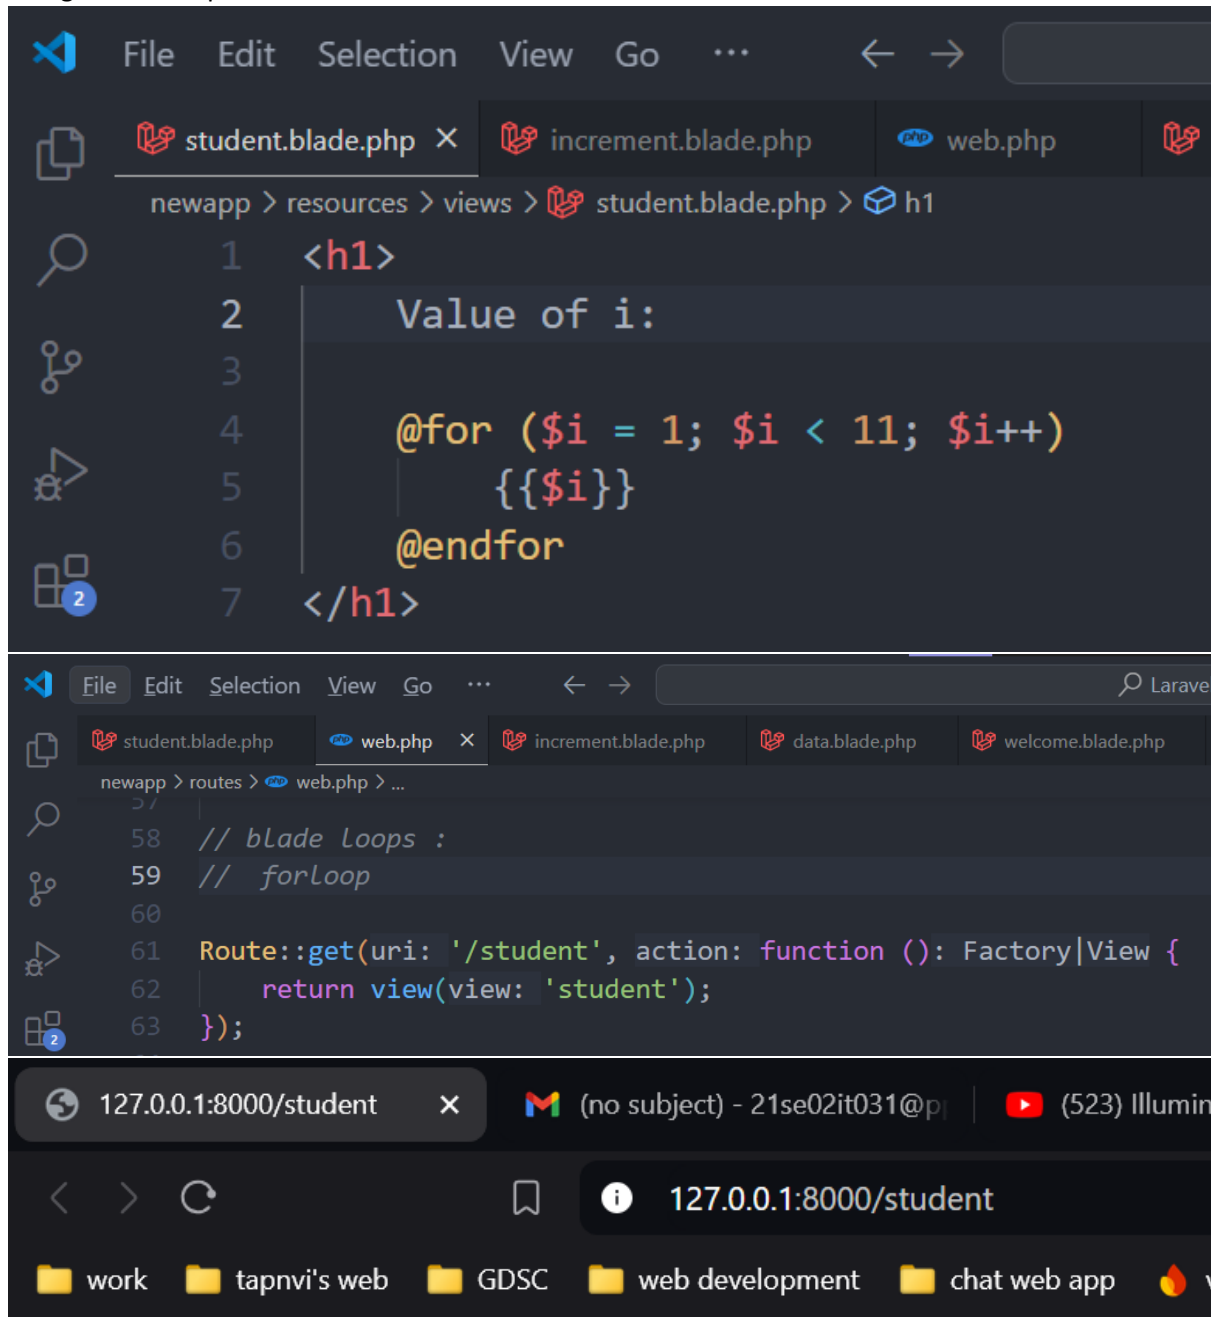 File Edit Selection View Go ...
student.blade.php increment.blade.php web.php
newapp > resources > views > student.blade.php > h1
1 <h1>
2 Value of i:
3
4 @for ($i = 1; $i < 11; $i++)
5 {{$i}}
6 @endfor
7 </h1>
2
File Edit Selection View Go ...
student.blade.php web.php increment.blade.php data.blade.php welcome.blade.php
newapp > routes > web.php > ...
57
58 // blade loops :
59 // forloop
60
61 Route::get(uri: '/student', action: function (): Factory|View {
62 return view(view: 'student');
63 });
2
127.0.0.1:8000/student (no subject) - 21se02it031@p (523) Illumin
127.0.0.1:8000/student
work tapnvi's web GDSC web development chat web app